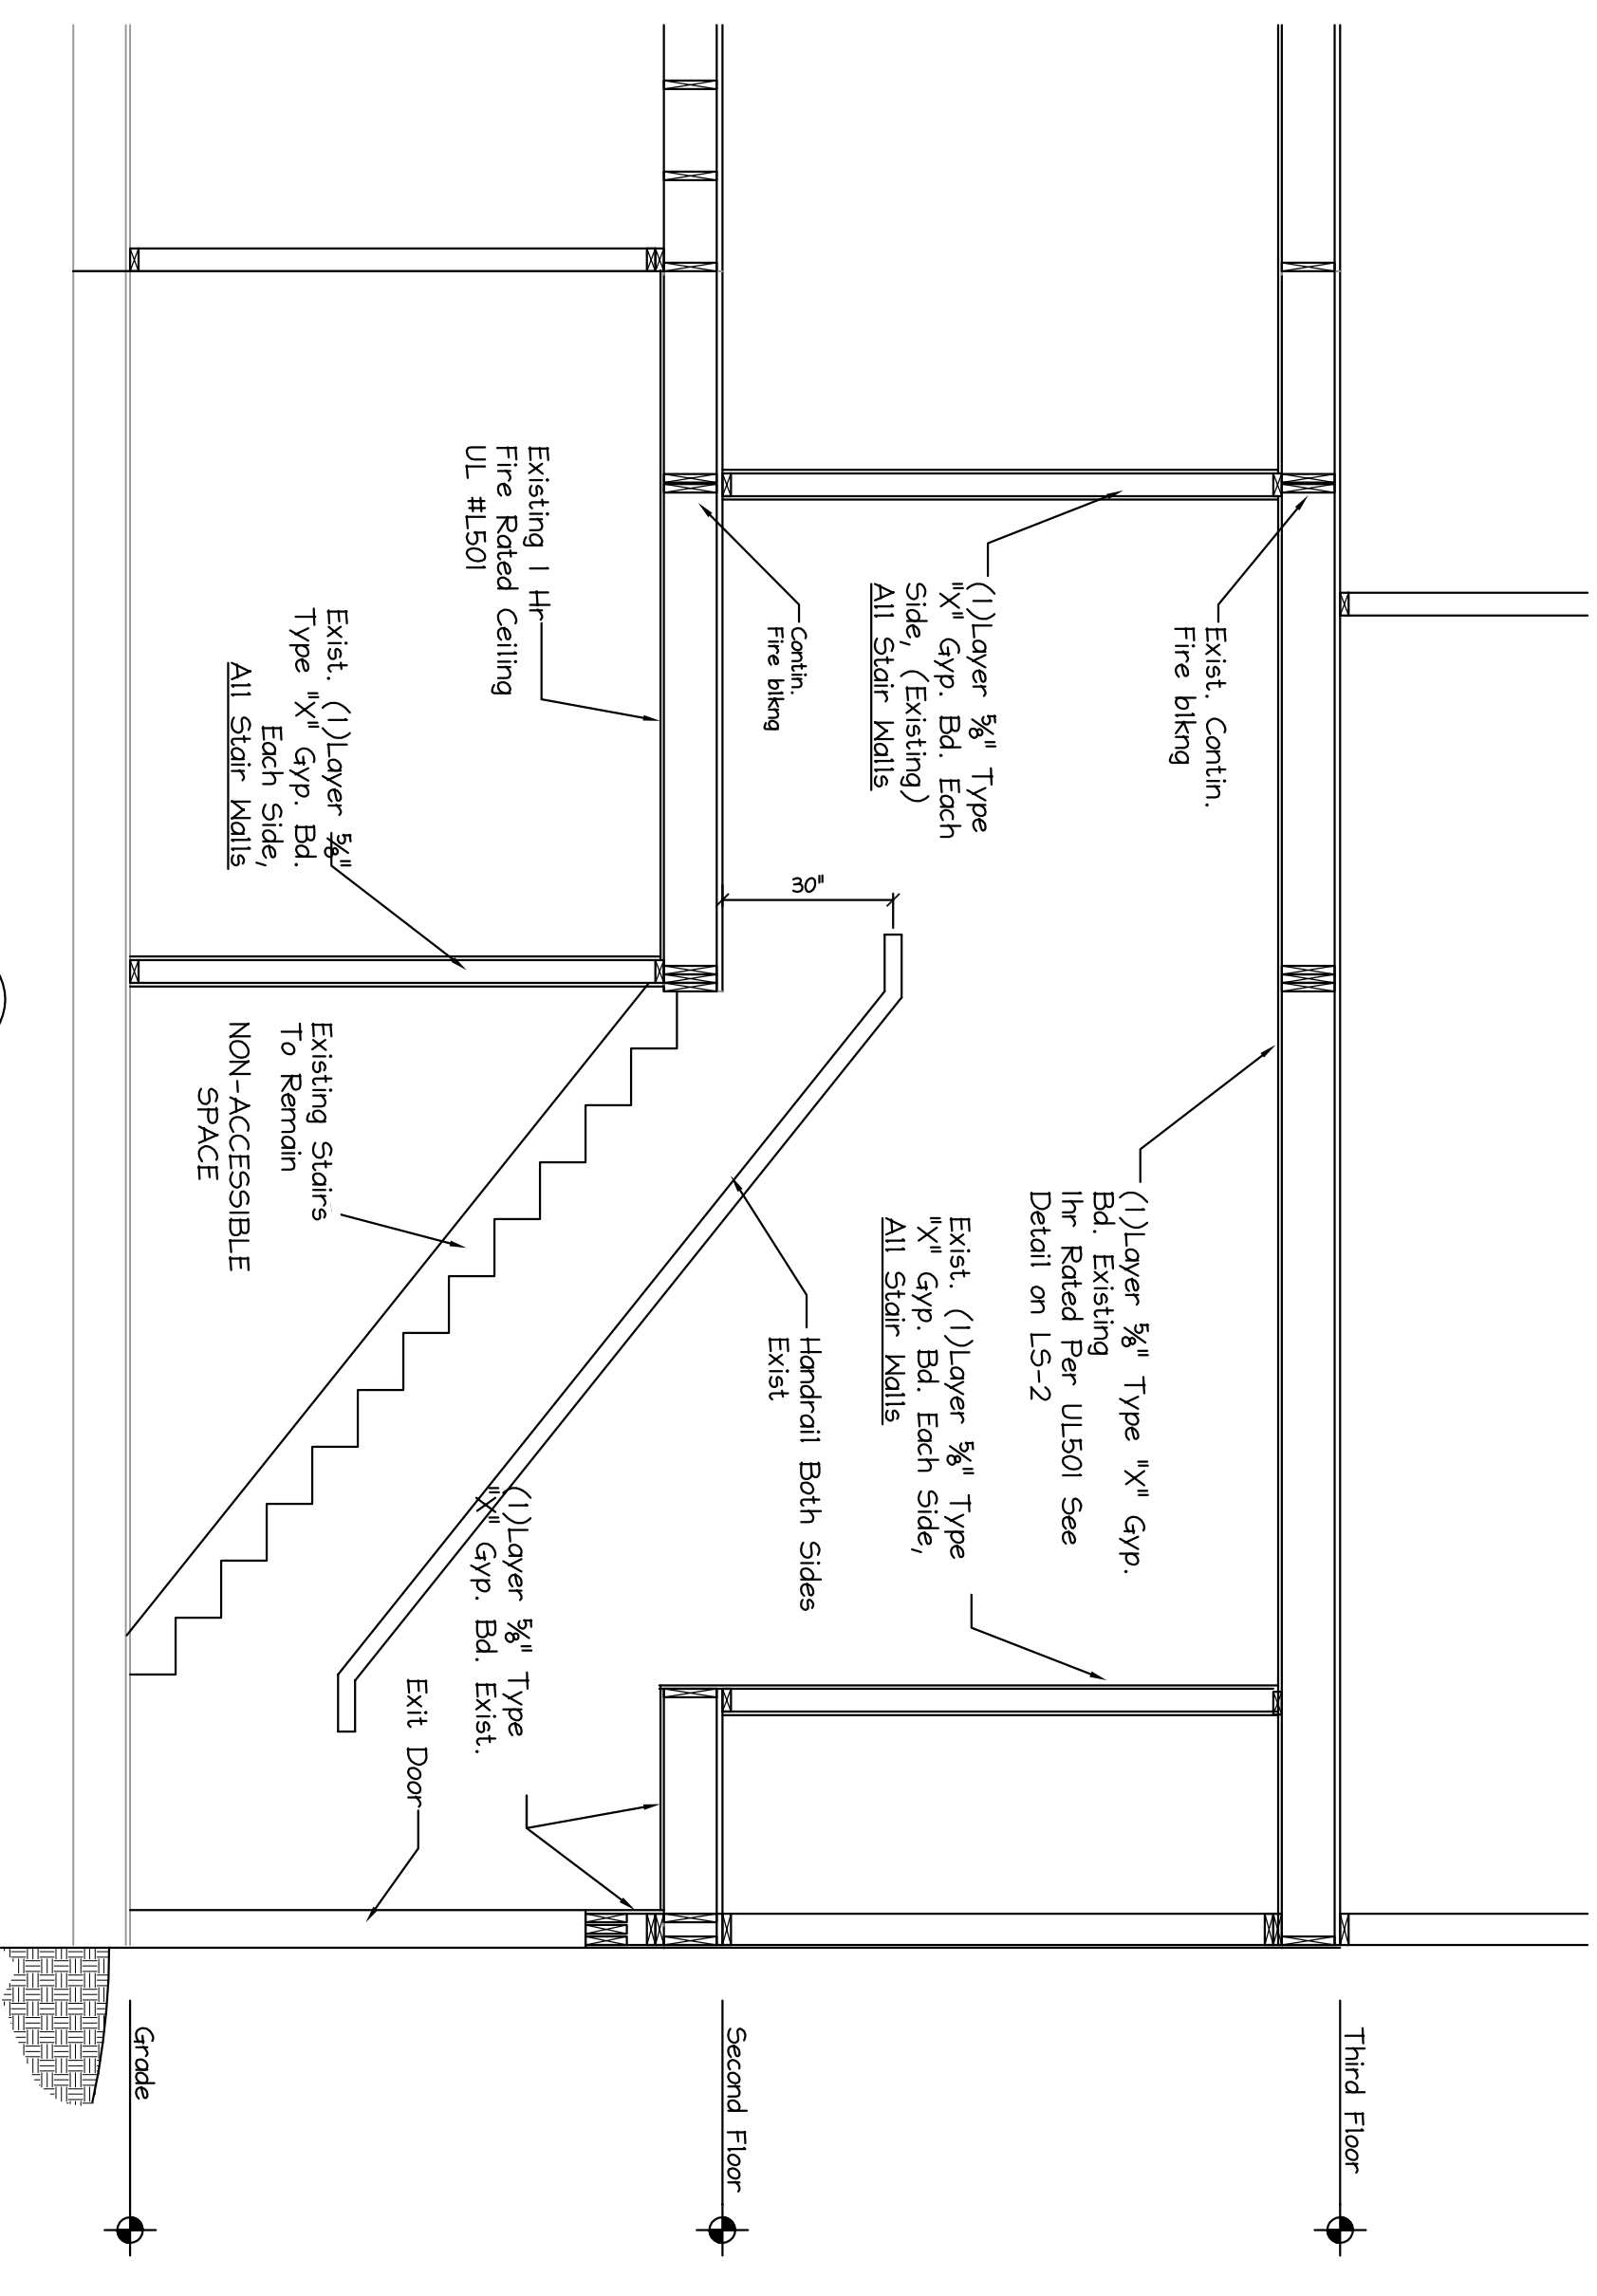 Third Floor
Exist. Contin.
Fire blkng
(1)Layer ⅝" Type "X" Gyp.
Bd. Existing
1hr Rated Per UL501 See
Detail on LS-2
(1)Layer ⅝" Type
"X" Gyp. Bd. Each
Side, (Existing)
All Stair Walls
Exist. (1)Layer ⅝" Type
"X" Gyp. Bd. Each Side,
All Stair Walls
Contin.
Fire blkng
30"
Handrail Both Sides
Exist
Second Floor
Existing 1 Hr
Fire Rated Ceiling
UL #L501
(1)Layer ⅝" Type
"X" Gyp. Bd. Exist.
Exit Door
Exist. (1)Layer ⅝"
Type "X" Gyp. Bd.
Each Side,
All Stair Walls
Existing Stairs
To Remain
NON-ACCESSIBLE
SPACE
Grade